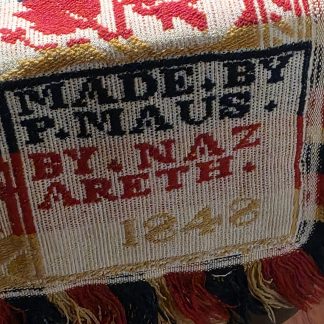 MADE.BY
P.MAUS.
BY.NAZ
ARETH.
1848